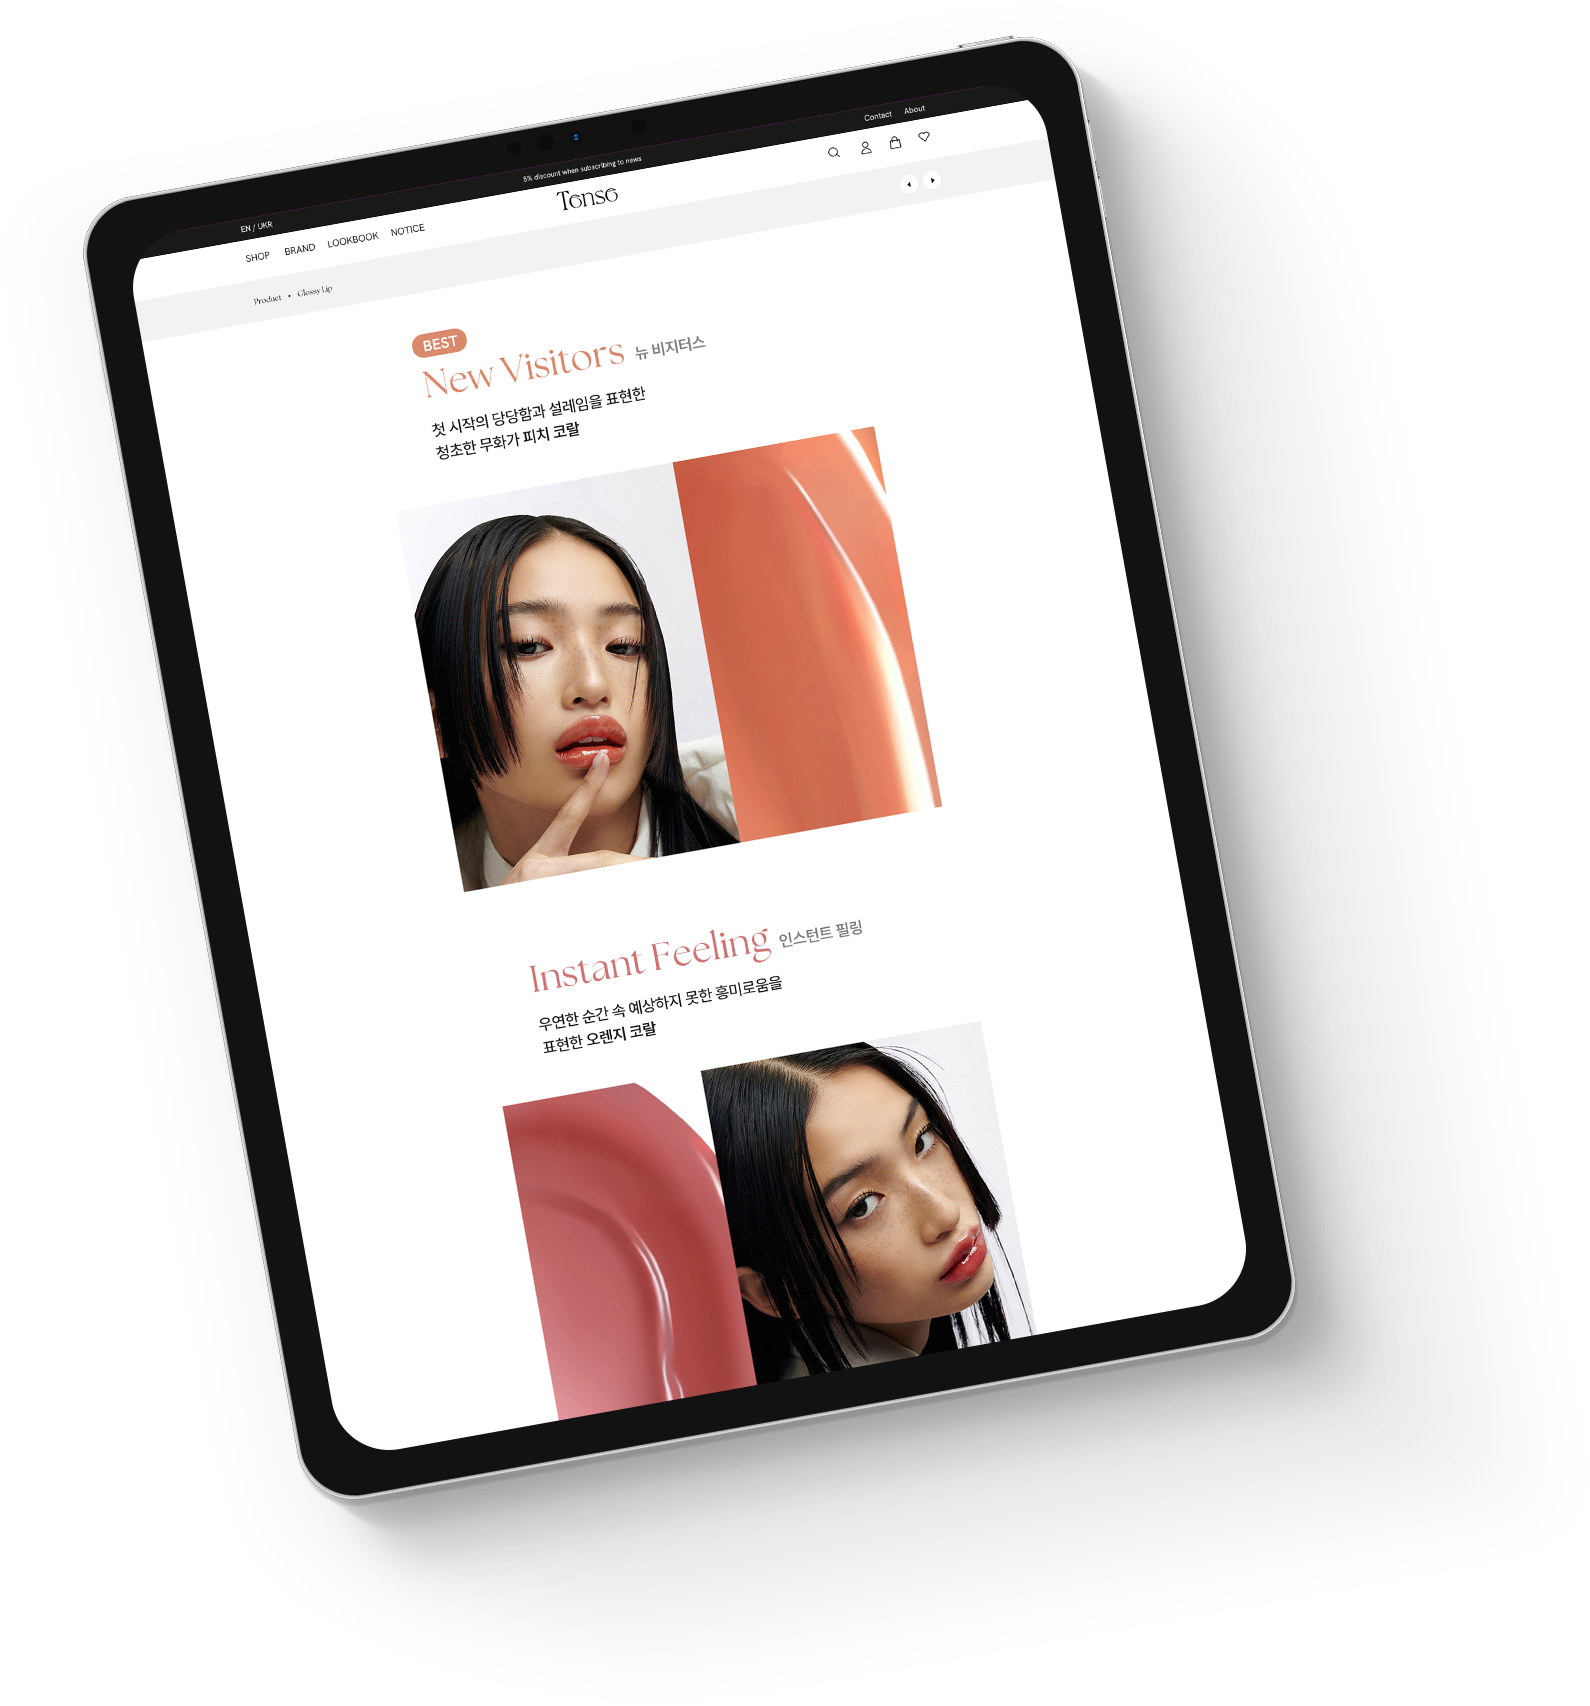 Contact About
5% discount when subscribing to news
EN / UKR
Tense
SHOP BRAND LOOKBOOK NOTICE
Product • Glossy Lip
BEST
New Visitors 뉴 비지터스
첫 시작의 당당함과 설레임을 표현한
청초한 무화가 피치 코랄
Instant Feeling 인스턴트 필링
우연한 순간 속 예상하지 못한 흥미로움을
표현한 오렌지 코랄